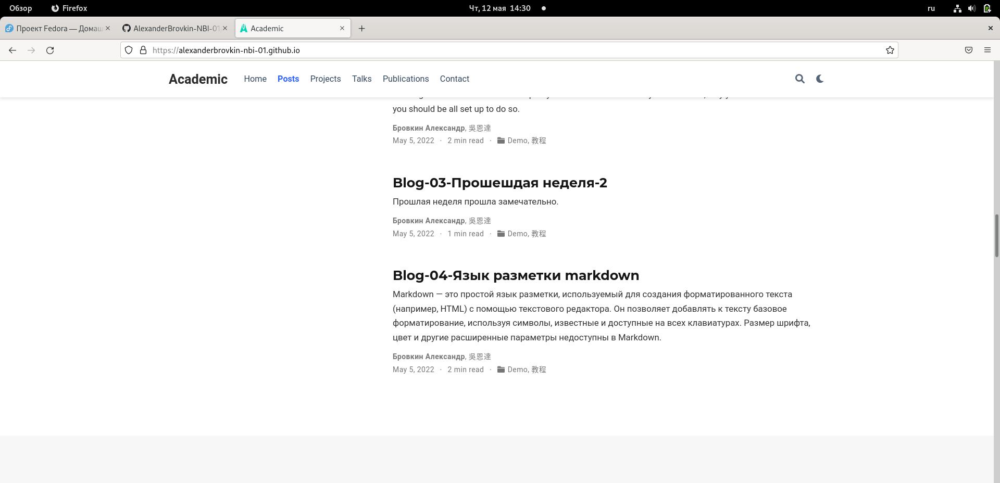 Обзор Firefox Чт, 12 мая 14:30 ru
Проект Fedora — Домаш AlexanderBrovkin-NBI-01 Academic
https://alexanderbrovkin-nbi-01.github.io
Academic Home Posts Projects Talks Publications Contact
you should be all set up to do so.
Бровкин Александр, 吳恩達
May 5, 2022 · 2 min read · Demo, 教程
Blog-03-Прошешдая неделя-2
Прошлая неделя прошла замечательно.
Бровкин Александр, 吳恩達
May 5, 2022 · 1 min read · Demo, 教程
Blog-04-Язык разметки markdown
Markdown — это простой язык разметки, используемый для создания форматированного текста
(например, HTML) с помощью текстового редактора. Он позволяет добавлять к тексту базовое
форматирование, используя символы, известные и доступные на всех клавиатурах. Размер шрифта,
цвет и другие расширенные параметры недоступны в Markdown.
Бровкин Александр, 吳恩達
May 5, 2022 · 2 min read · Demo, 教程